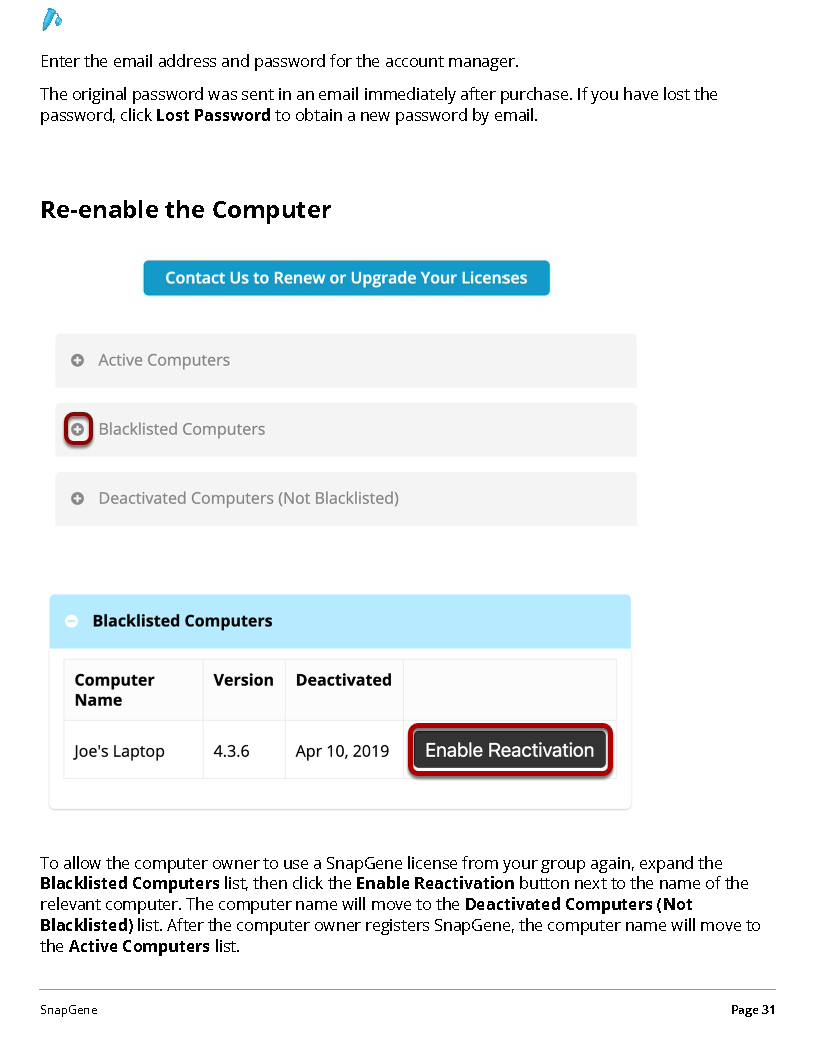 Enter the email address and password for the account manager.
The original password was sent in an email immediately after purchase. If you have lost the
password, click Lost Password to obtain a new password by email.
Re-enable the Computer
Contact Us to Renew or Upgrade Your Licenses
Active Computers
Blacklisted Computers
Deactivated Computers (Not Blacklisted)
Blacklisted Computers
Computer Name Version Deactivated
Joe's Laptop 4.3.6 Apr 10, 2019 Enable Reactivation
To allow the computer owner to use a SnapGene license from your group again, expand the
Blacklisted Computers list, then click the Enable Reactivation button next to the name of the
relevant computer. The computer name will move to the Deactivated Computers (Not
Blacklisted) list. After the computer owner registers SnapGene, the computer name will move to
the Active Computers list.
SnapGene Page 31